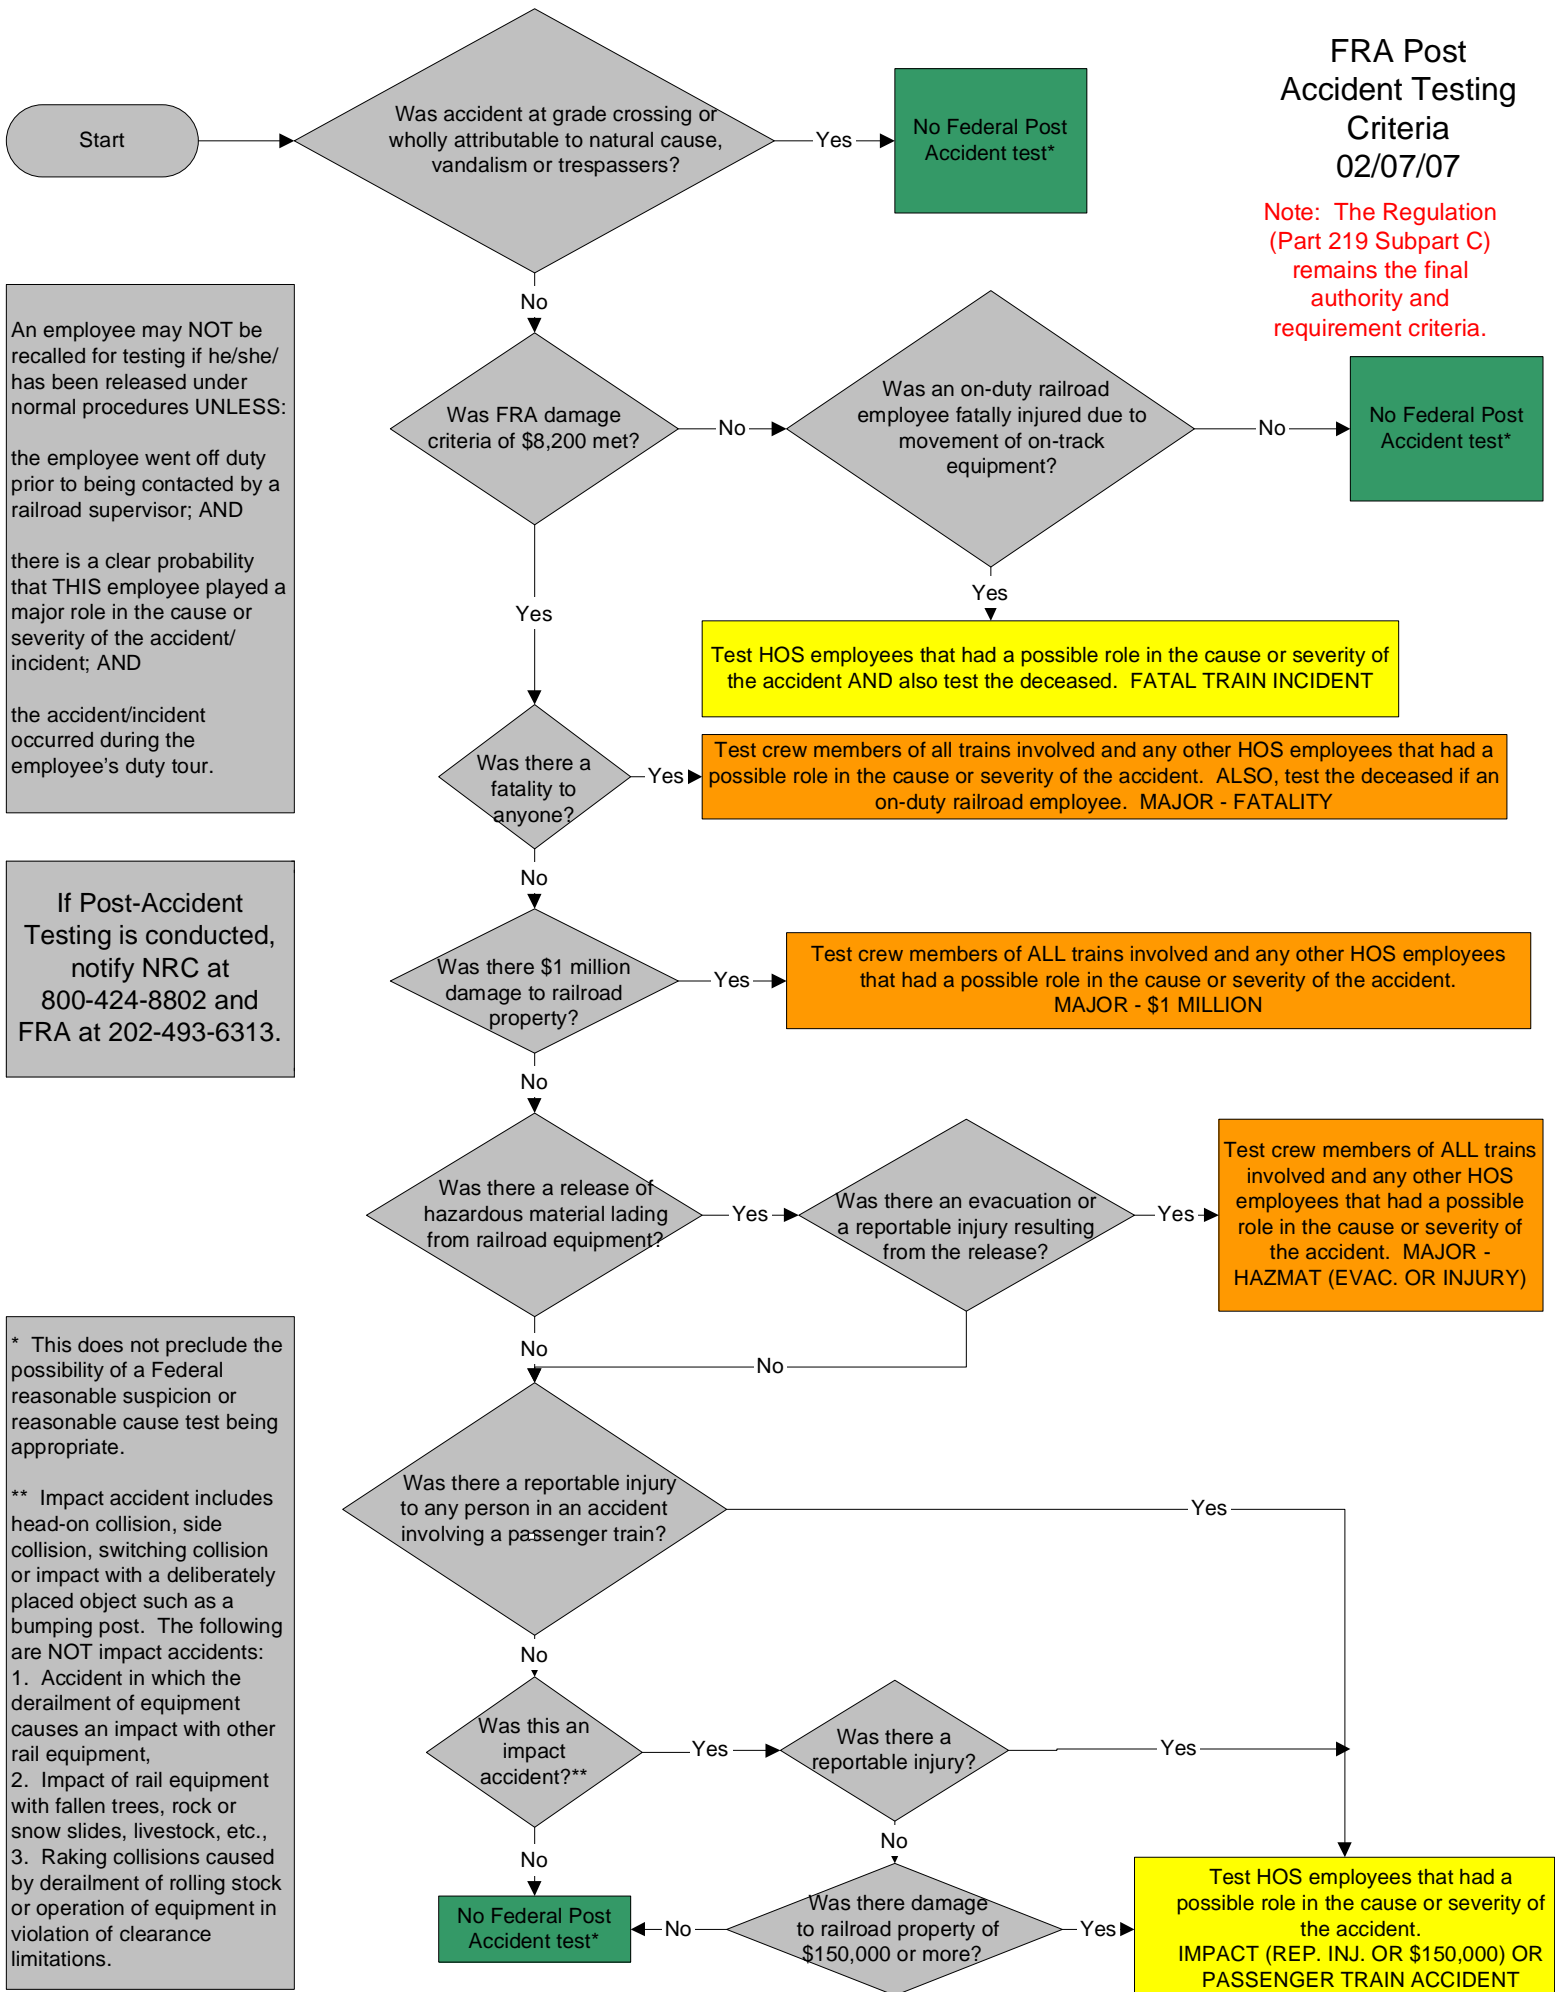 FRA Post
Accident Testing
Criteria
02/07/07
Note:  The Regulation
(Part 219 Subpart C)
remains the final
authority and
requirement criteria.
Start
Was accident at grade crossing or
wholly attributable to natural cause,
vandalism or trespassers?
Yes
No Federal Post
Accident test*
No
An employee may NOT be
recalled for testing if he/she/
has been released under
normal procedures UNLESS:
the employee went off duty
prior to being contacted by a
railroad supervisor; AND
there is a clear probability
that THIS employee played a
major role in the cause or
severity of the accident/
incident; AND
the accident/incident
occurred during the
employee's duty tour.
Was FRA damage
criteria of $8,200 met?
No
Was an on-duty railroad
employee fatally injured due to
movement of on-track
equipment?
No
No Federal Post
Accident test*
Yes
Yes
Test HOS employees that had a possible role in the cause or severity of
the accident AND also test the deceased.  FATAL TRAIN INCIDENT
Was there a
fatality to
anyone?
Yes
Test crew members of all trains involved and any other HOS employees that had a
possible role in the cause or severity of the accident.  ALSO, test the deceased if an
on-duty railroad employee.  MAJOR - FATALITY
No
If Post-Accident
Testing is conducted,
notify NRC at
800-424-8802 and
FRA at 202-493-6313.
Was there $1 million
damage to railroad
property?
Yes
Test crew members of ALL trains involved and any other HOS employees
that had a possible role in the cause or severity of the accident.
MAJOR - $1 MILLION
No
Was there a release of
hazardous material lading
from railroad equipment?
Yes
Was there an evacuation or
a reportable injury resulting
from the release?
Yes
Test crew members of ALL trains
involved and any other HOS
employees that had a possible
role in the cause or severity of
the accident.  MAJOR -
HAZMAT (EVAC. OR INJURY)
No
No
* This does not preclude the
possibility of a Federal
reasonable suspicion or
reasonable cause test being
appropriate.
** Impact accident includes
head-on collision, side
collision, switching collision
or impact with a deliberately
placed object such as a
bumping post.  The following
are NOT impact accidents:
1.  Accident in which the
derailment of equipment
causes an impact with other
rail equipment,
2.  Impact of rail equipment
with fallen trees, rock or
snow slides, livestock, etc.,
3.  Raking collisions caused
by derailment of rolling stock
or operation of equipment in
violation of clearance
limitations.
Was there a reportable injury
to any person in an accident
involving a passenger train?
Yes
No
Was this an
impact
accident?**
Yes
Was there a
reportable injury?
Yes
No
No
No Federal Post
Accident test*
No
Was there damage
to railroad property of
$150,000 or more?
Yes
Test HOS employees that had a
possible role in the cause or severity of
the accident.
IMPACT (REP. INJ. OR $150,000) OR
PASSENGER TRAIN ACCIDENT